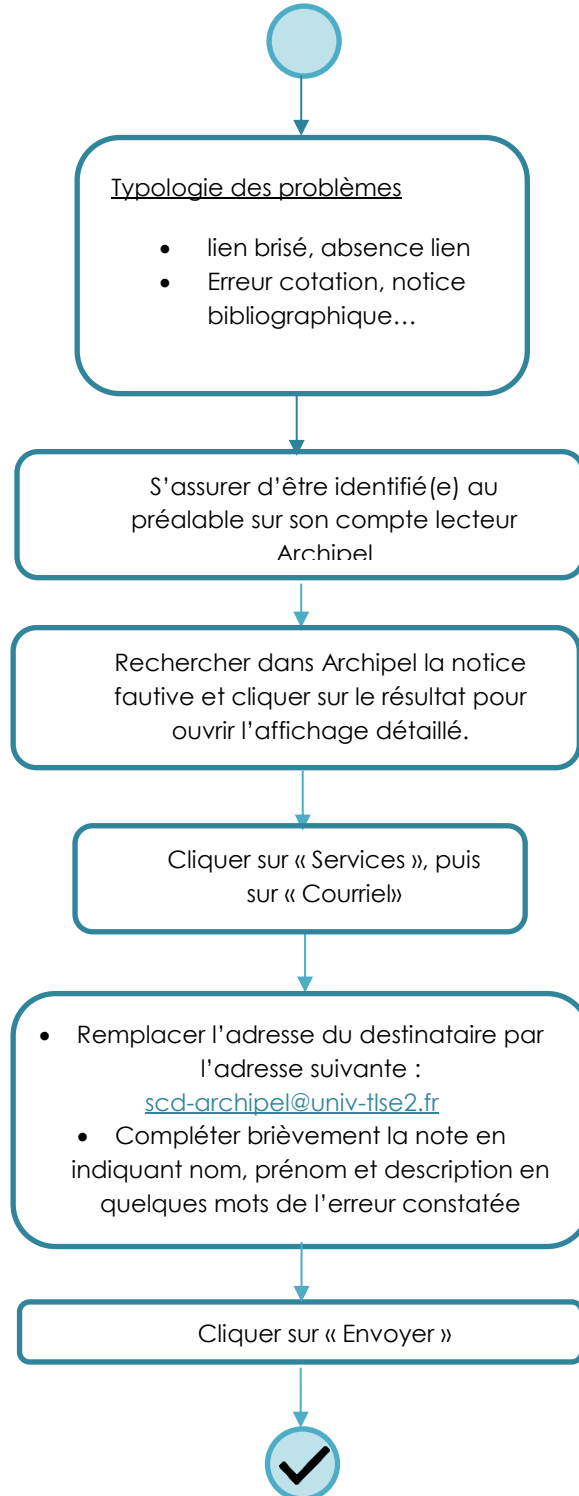 Typologie des problèmes
• lien brisé, absence lien
• Erreur cotation, notice
bibliographique…
S’assurer d’être identifié(e) au
préalable sur son compte lecteur
Archipel
Rechercher dans Archipel la notice
fautive et cliquer sur le résultat pour
ouvrir l’affichage détaillé.
Cliquer sur « Services », puis
sur « Courriel»
• Remplacer l’adresse du destinataire par
l’adresse suivante :
scd-archipel@univ-tlse2.fr
• Compléter brièvement la note en
indiquant nom, prénom et description en
quelques mots de l’erreur constatée
Cliquer sur « Envoyer »